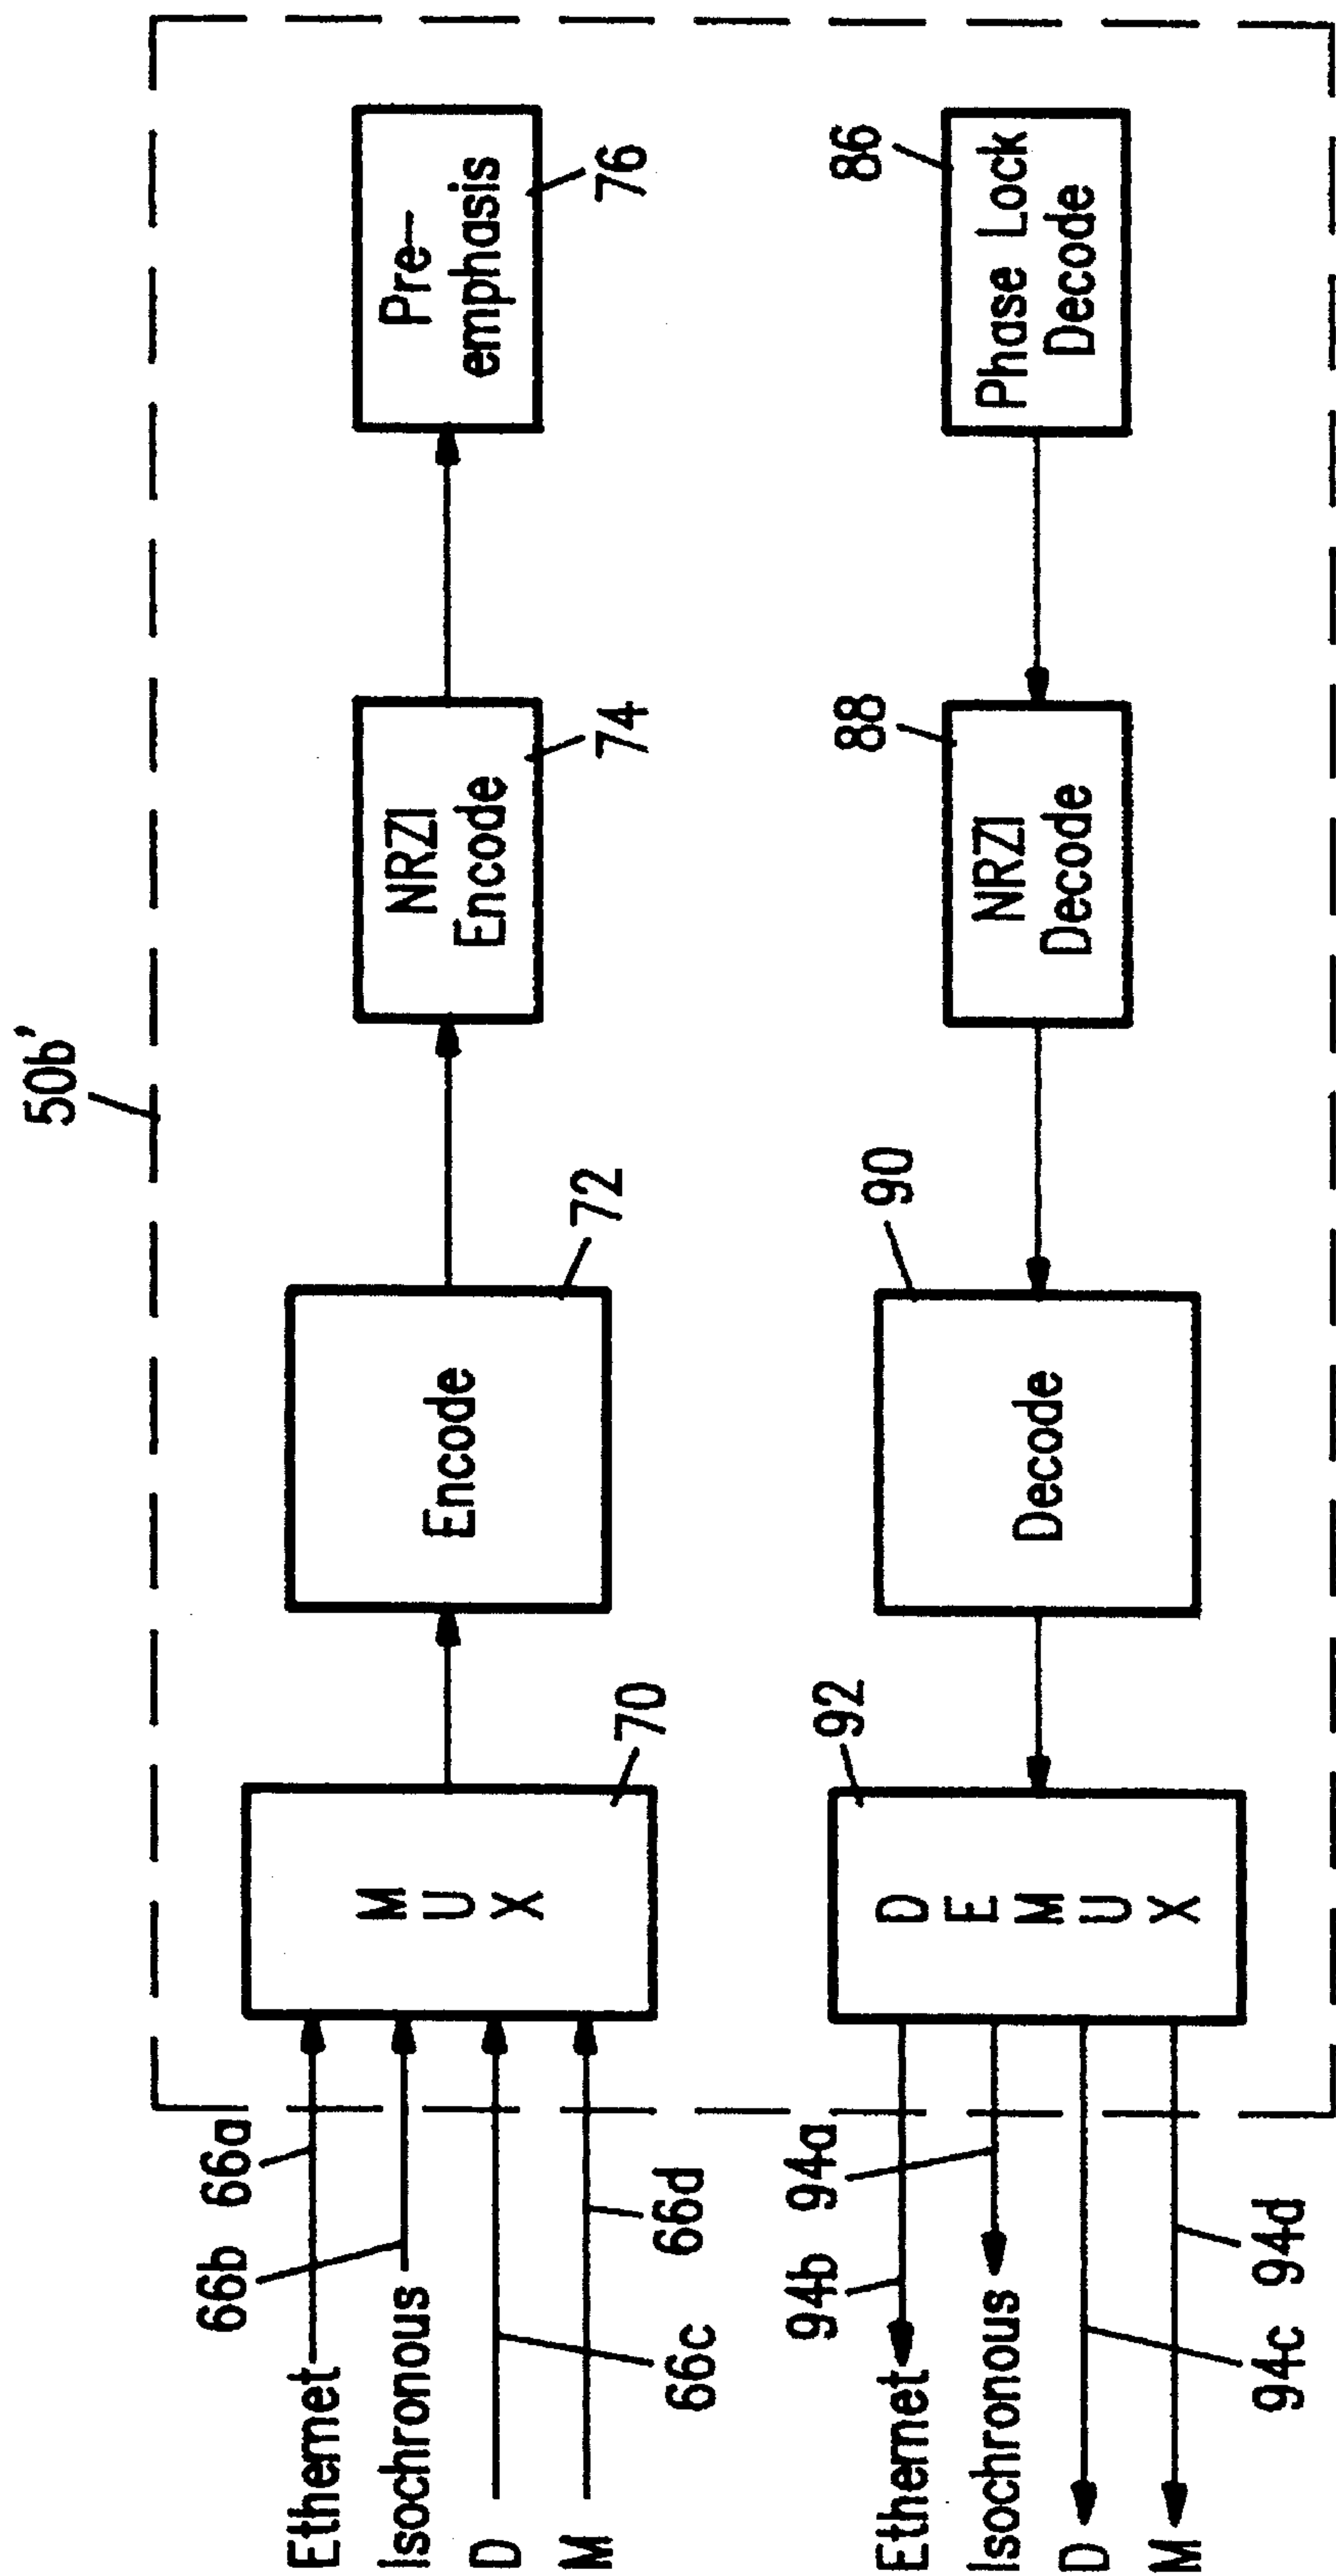 50b'
Ethernet
66a
66b
Isochronous
D
66c
M
66d
M
U
X
70
Encode
72
NRZI
Encode
74
Pre—
emphasis
76
Ethernet
94b
94a
Isochronous
D
94c
M
94d
D
E
M
U
X
92
Decode
90
NRZI
Decode
88
Phase Lock
Decode
86